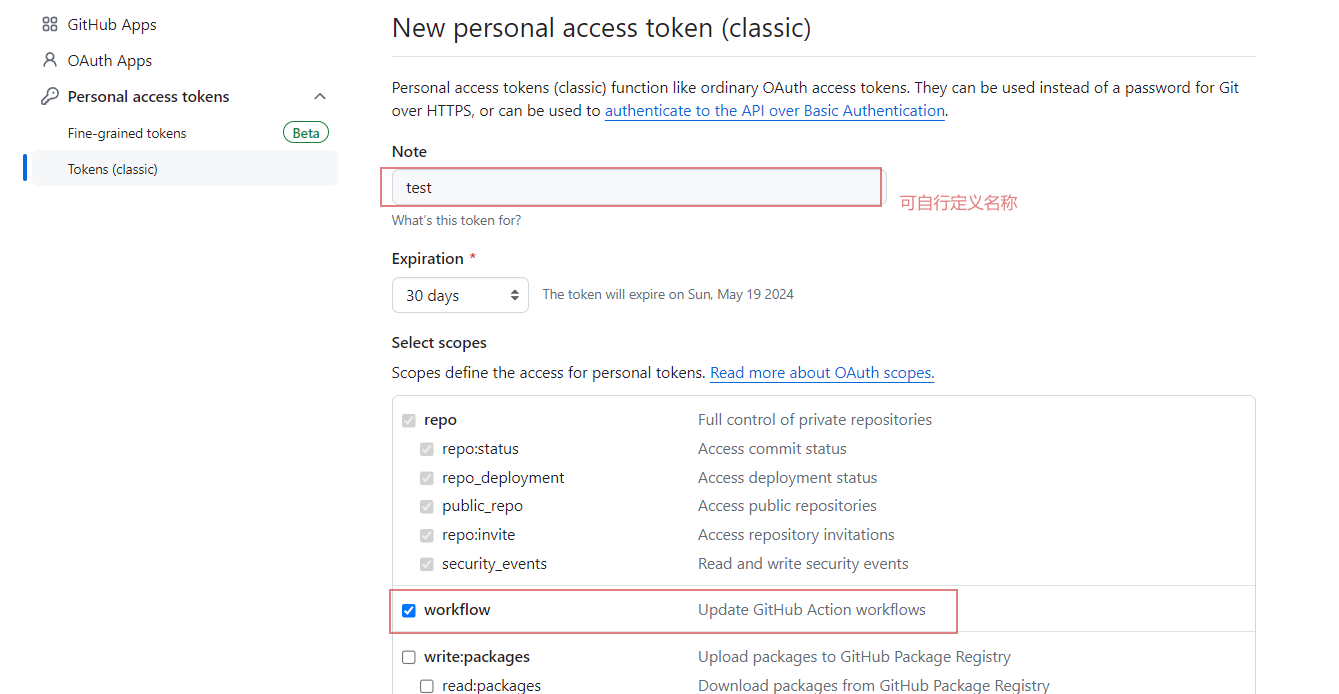 GitHub Apps
OAuth Apps
Personal access tokens
Fine-grained tokens
Beta
Tokens (classic)
New personal access token (classic)
Personal access tokens (classic) function like ordinary OAuth access tokens. They can be used instead of a password for Git
over HTTPS, or can be used to authenticate to the API over Basic Authentication.
Note
test
可自行定义名称
What's this token for?
Expiration *
30 days
The token will expire on Sun, May 19 2024
Select scopes
Scopes define the access for personal tokens. Read more about OAuth scopes.
repo Full control of private repositories
repo:status Access commit status
repo_deployment Access deployment status
public_repo Access public repositories
repo:invite Access repository invitations
security_events Read and write security events
workflow Update GitHub Action workflows
write:packages Upload packages to GitHub Package Registry
read:packages Download packages from GitHub Package Registry